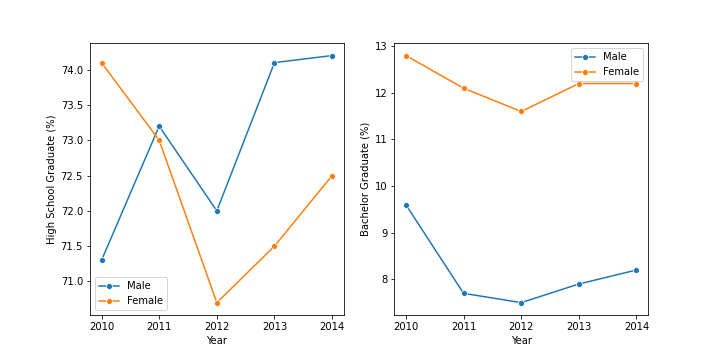 High School Graduate (%)
74.0
73.5
73.0
72.5
72.0
71.5
71.0
Male
Female
2010 2011 2012 2013 2014
Year
Bachelor Graduate (%)
13
12
11
10
9
8
Male
Female
2010 2011 2012 2013 2014
Year